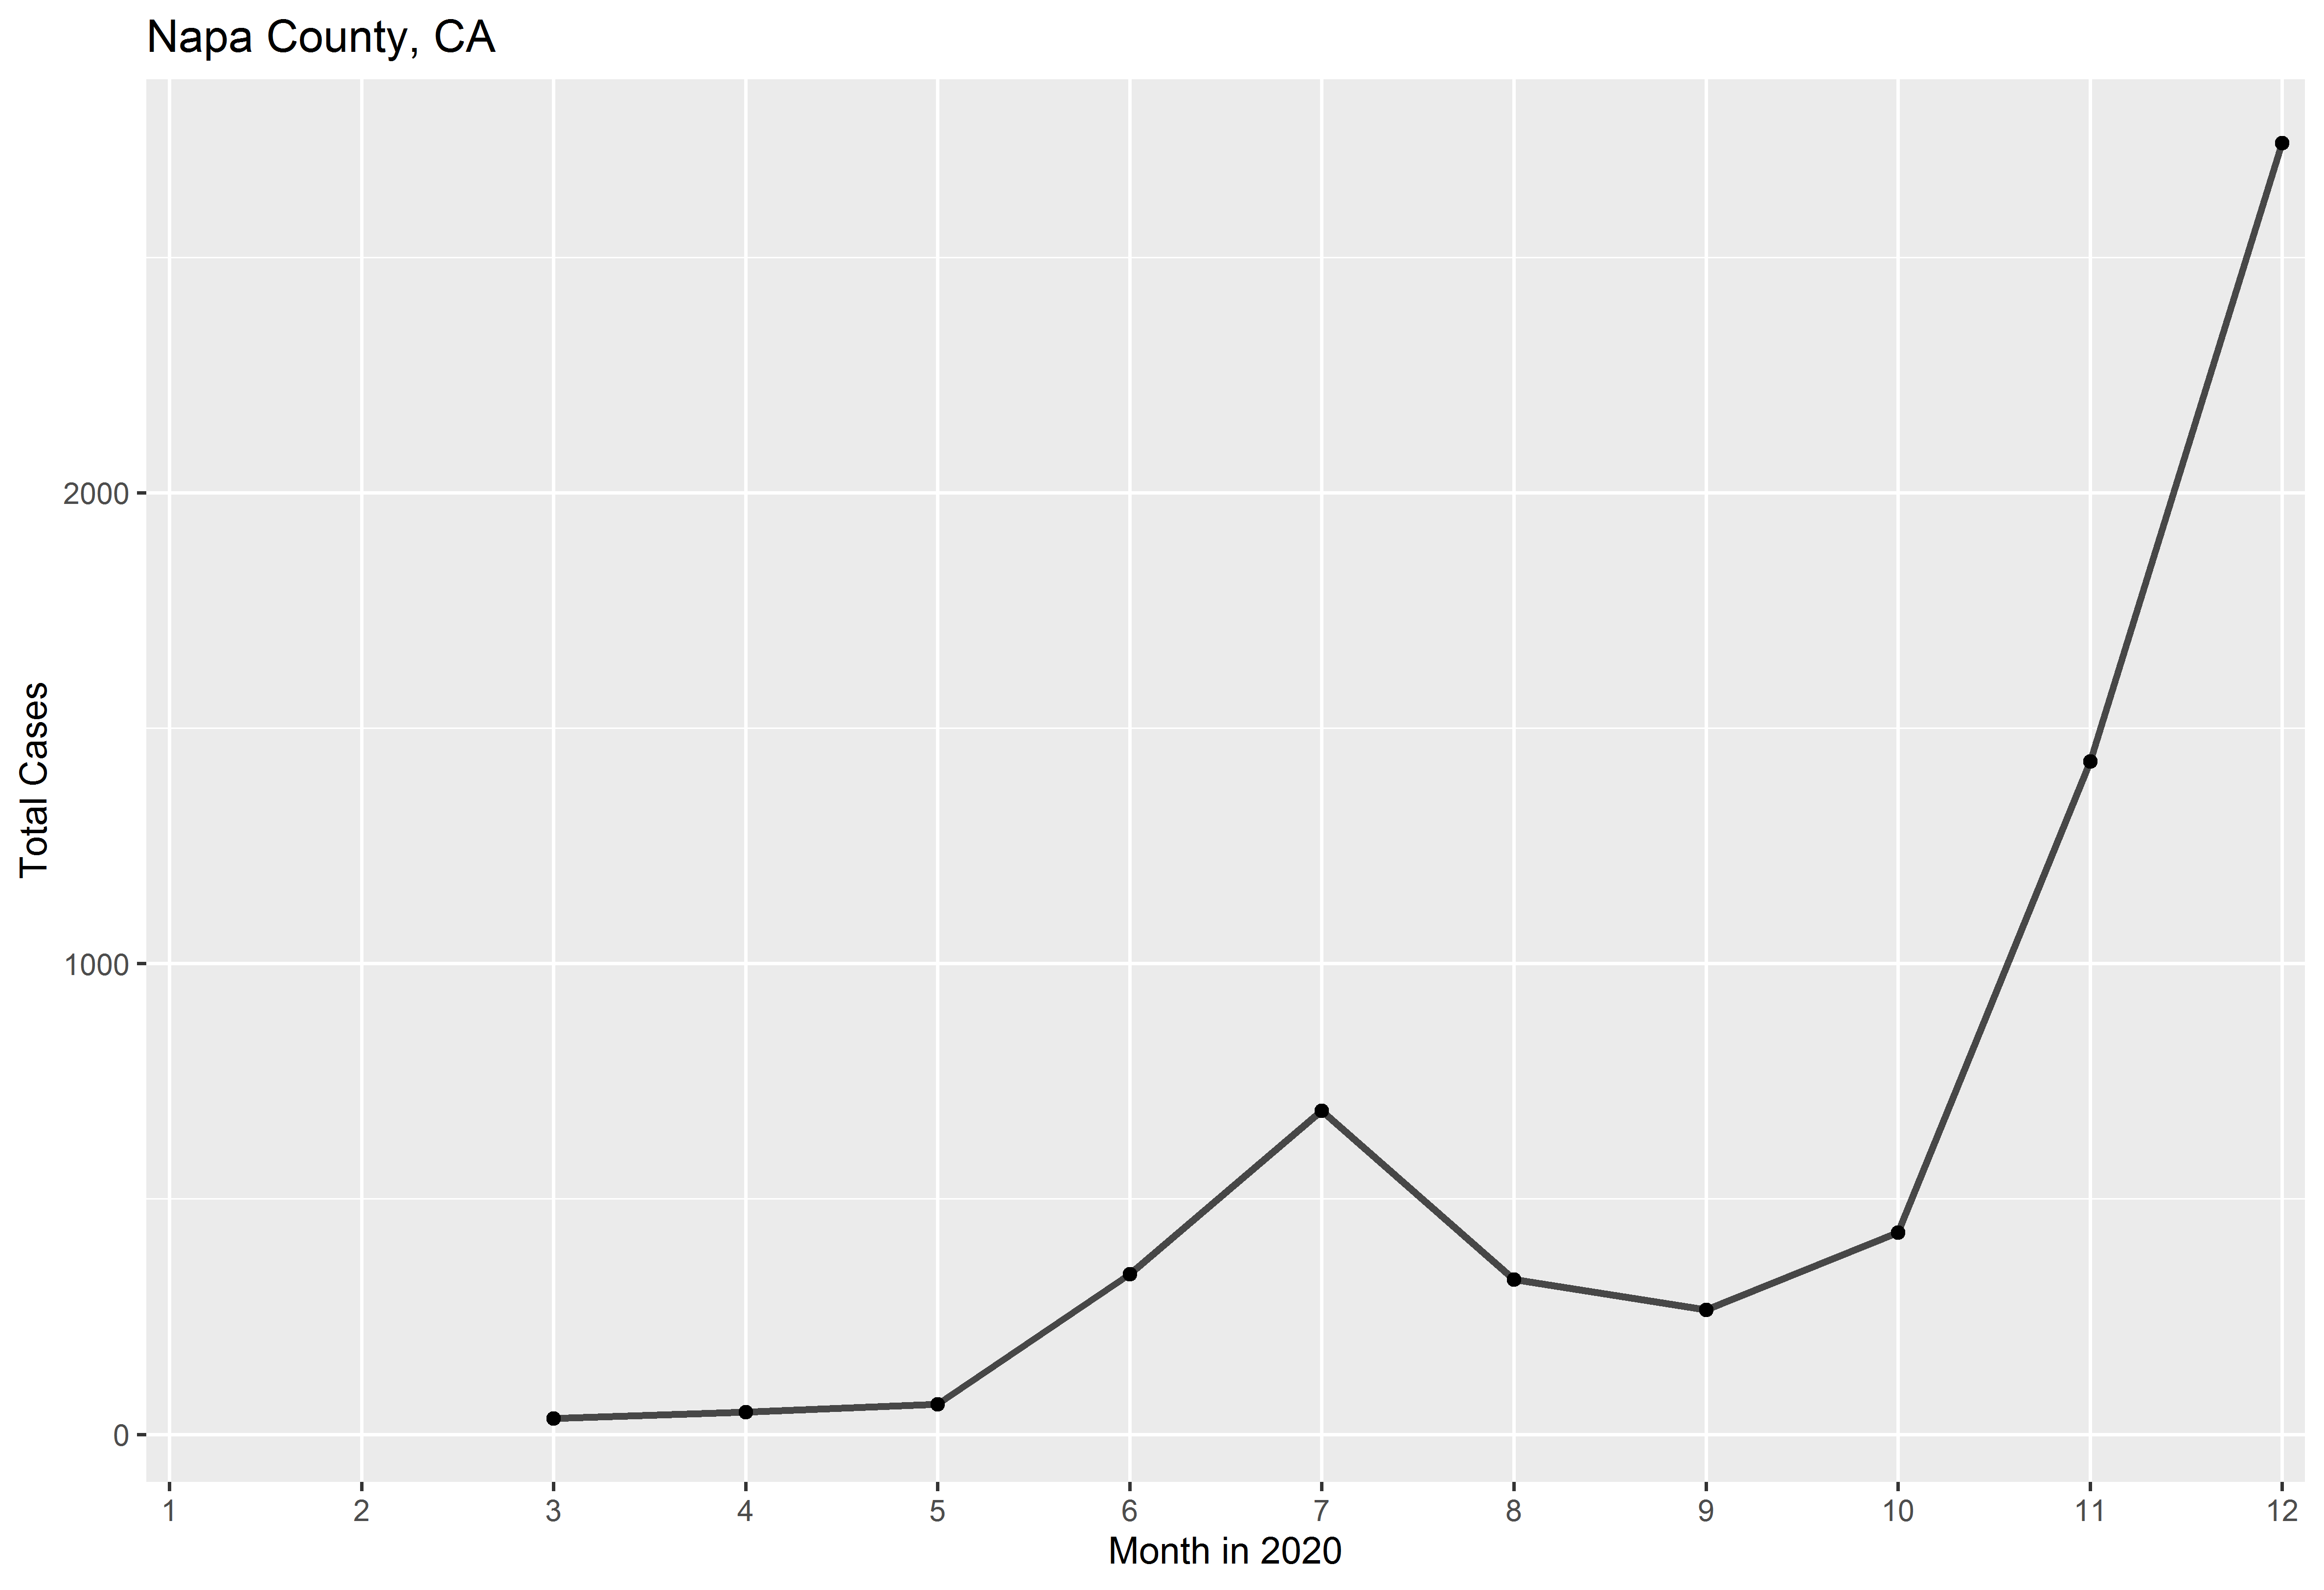 Napa County, CA
Total Cases
2000
1000
0
1 2 3 4 5 6 7 8 9 10 11 12
Month in 2020